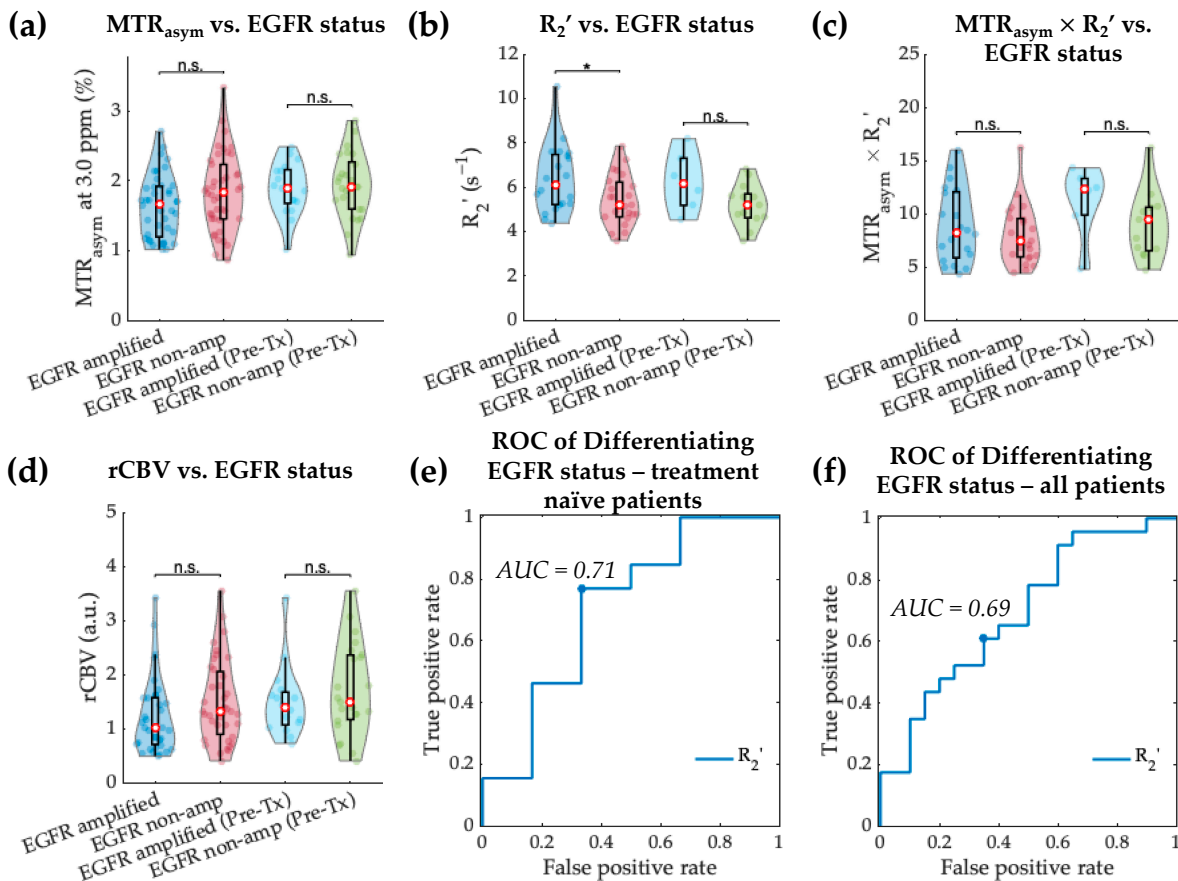 (a) MTRasym vs. EGFR status
MTRasym at 3.0 ppm (%)
3
2
1
0
n.s.
n.s.
EGFR amplified
EGFR non-amp
EGFR amplified (Pre-Tx)
EGFR non-amp (Pre-Tx)
(b) R2' vs. EGFR status
R2' (s−1)
12
10
8
6
4
2
0
*
n.s.
EGFR amplified
EGFR non-amp
EGFR amplified (Pre-Tx)
EGFR non-amp (Pre-Tx)
(c) MTRasym × R2' vs.
EGFR status
MTRasym × R2'
25
20
15
10
5
0
n.s.
n.s.
EGFR amplified
EGFR non-amp
EGFR amplified (Pre-Tx)
EGFR non-amp (Pre-Tx)
(d) rCBV vs. EGFR status
rCBV (a.u.)
5
4
3
2
1
0
n.s.
n.s.
EGFR amplified
EGFR non-amp
EGFR amplified (Pre-Tx)
EGFR non-amp (Pre-Tx)
(e) ROC of Differentiating
EGFR status – treatment
naïve patients
True positive rate
1
0.8
0.6
0.4
0.2
0
AUC = 0.71
R2'
0 0.2 0.4 0.6 0.8 1
False positive rate
(f) ROC of Differentiating
EGFR status – all patients
True positive rate
1
0.8
0.6
0.4
0.2
0
AUC = 0.69
R2'
0 0.2 0.4 0.6 0.8 1
False positive rate